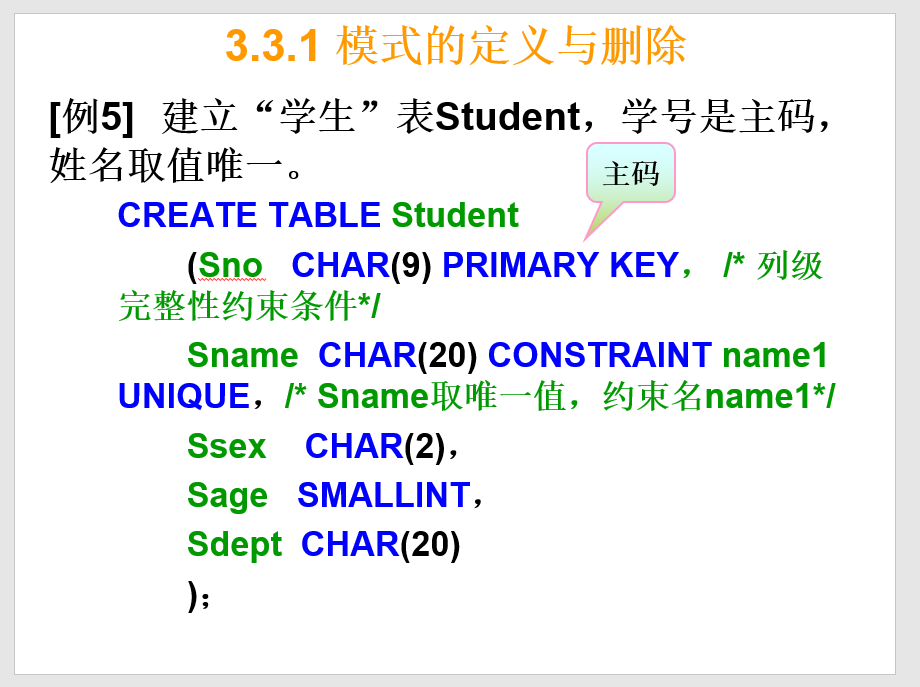 3.3.1 模式的定义与删除
[例5] 建立“学生”表Student，学号是主码，
姓名取值唯一。
主码
CREATE TABLE Student
(Sno CHAR(9) PRIMARY KEY， /* 列级
完整性约束条件*/
Sname CHAR(20) CONSTRAINT name1
UNIQUE，/* Sname取唯一值，约束名name1*/
Ssex CHAR(2)，
Sage SMALLINT，
Sdept CHAR(20)
)；